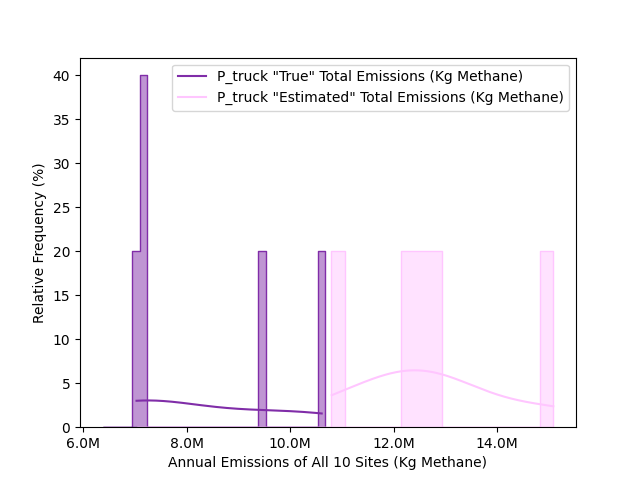 P_truck "True" Total Emissions (Kg Methane)
P_truck "Estimated" Total Emissions (Kg Methane)
Relative Frequency (%)
40
35
30
25
20
15
10
5
0
6.0M 8.0M 10.0M 12.0M 14.0M
Annual Emissions of All 10 Sites (Kg Methane)